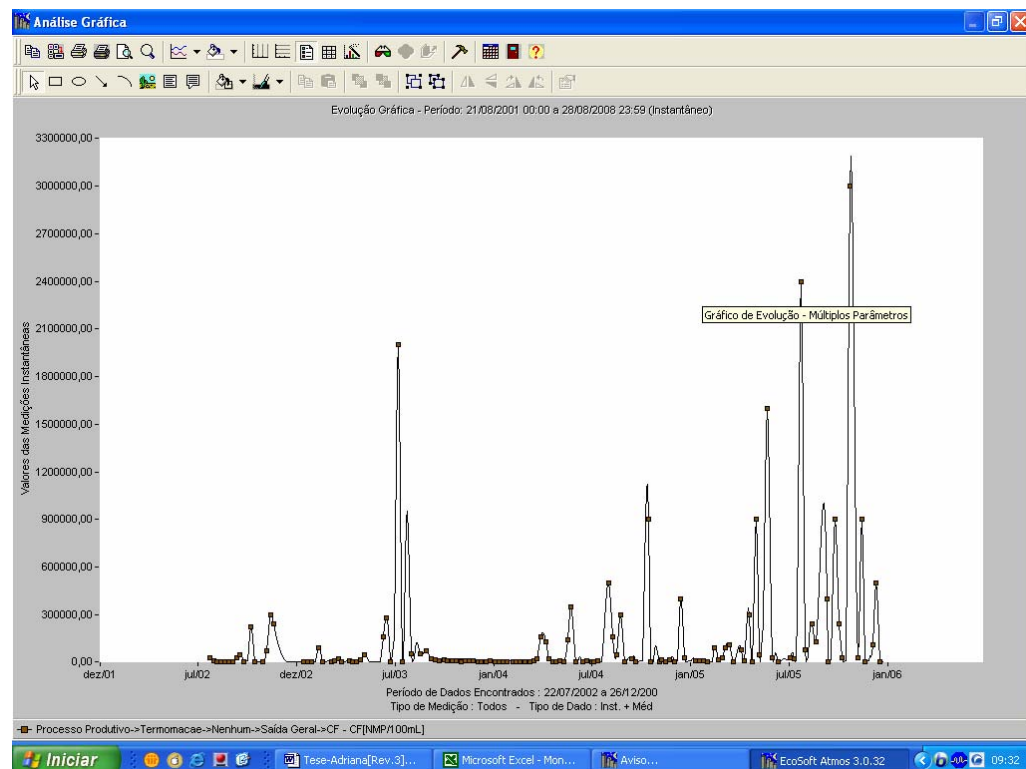 Análise Gráfica
Evolução Gráfica - Período: 21/08/2001 00:00 a 28/08/2008 23:59 (Instantâneo)
3300000,00
3000000,00
2700000,00
2400000,00
2100000,00
1800000,00
1500000,00
1200000,00
900000,00
600000,00
300000,00
0,00
Valores das Medições Instantâneas
Gráfico de Evolução - Múltiplos Parâmetros
dez/01 jul/02 dez/02 jul/03 jan/04 jul/04 jan/05 jul/05 jan/06
Período de Dados Encontrados : 22/07/2002 a 26/12/200
Tipo de Medição : Todos - Tipo de Dado : Inst. + Méd
Processo Produtivo->Termomacae->Nenhum->Saída Geral->CF - CF[NMP/100mL]
Iniciar
Tese-Adriana[Rev.3]...
Microsoft Excel - Mon...
Aviso...
EcoSoft Atmos 3.0.32
09:32